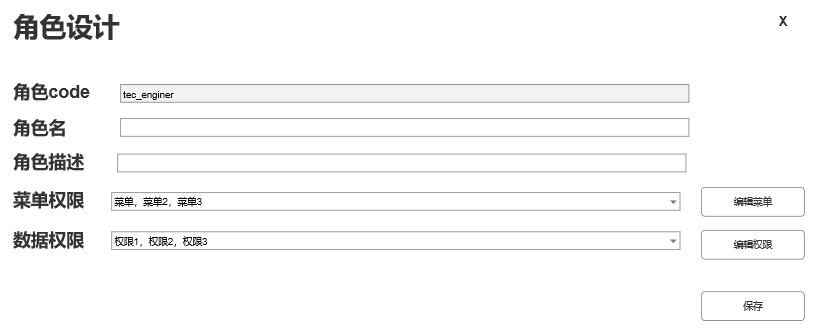 角色设计 X
角色code tec_enginer
角色名
角色描述
菜单权限 菜单，菜单2，菜单3 编辑菜单
数据权限 权限1，权限2，权限3 编辑权限
保存